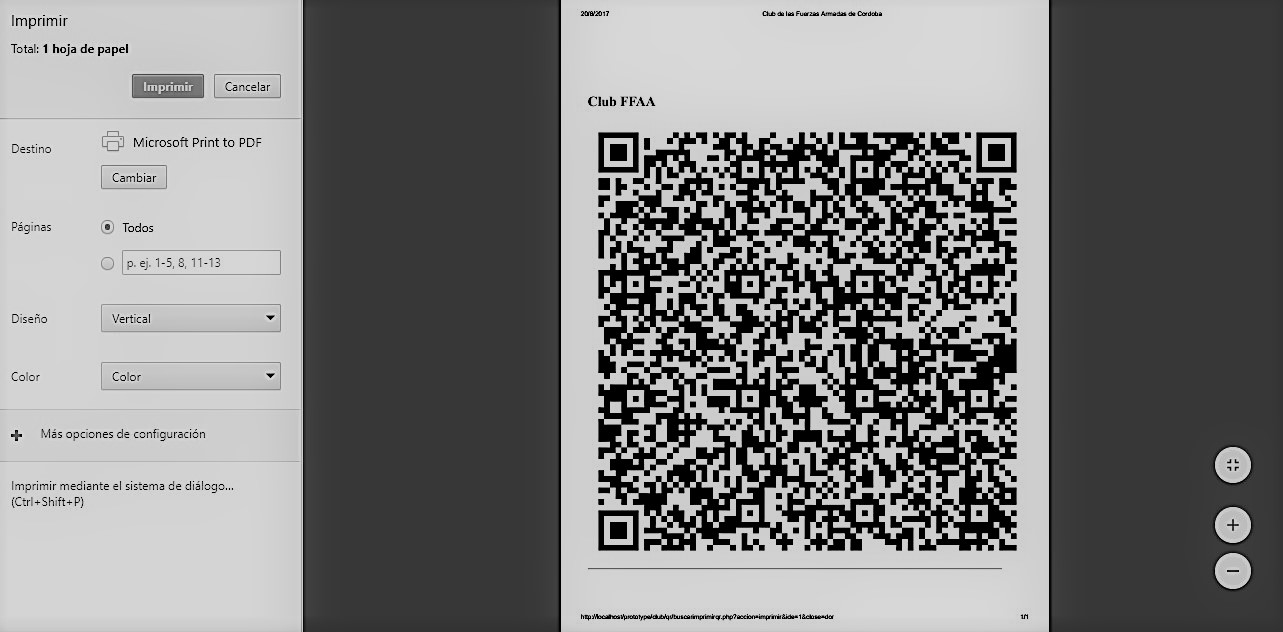 Imprimir
Total: 1 hoja de papel
Imprimir
Cancelar
Destino
Microsoft Print to PDF
Cambiar
Páginas
Todos
p. ej. 1-5, 8, 11-13
Diseño
Vertical
Color
Color
Más opciones de configuración
Imprimir mediante el sistema de diálogo...
(Ctrl+Shift+P)
20/9/2017
Club de las Fuerzas Armadas de Cordoba
Club FFAA
1/1